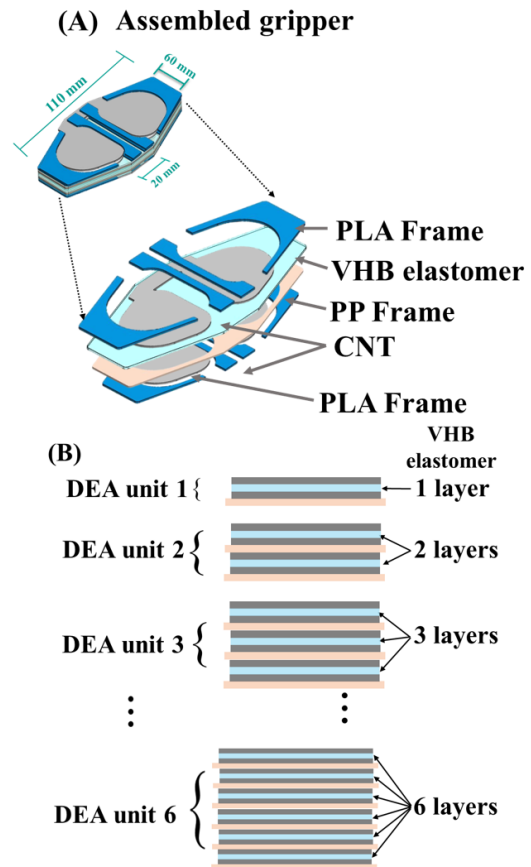 (A) Assembled gripper
60 mm
110 mm
20 mm
PLA Frame
VHB elastomer
PP Frame
CNT
PLA Frame
(B)
VHB
elastomer
DEA unit 1
1 layer
DEA unit 2
2 layers
DEA unit 3
3 layers
DEA unit 6
6 layers